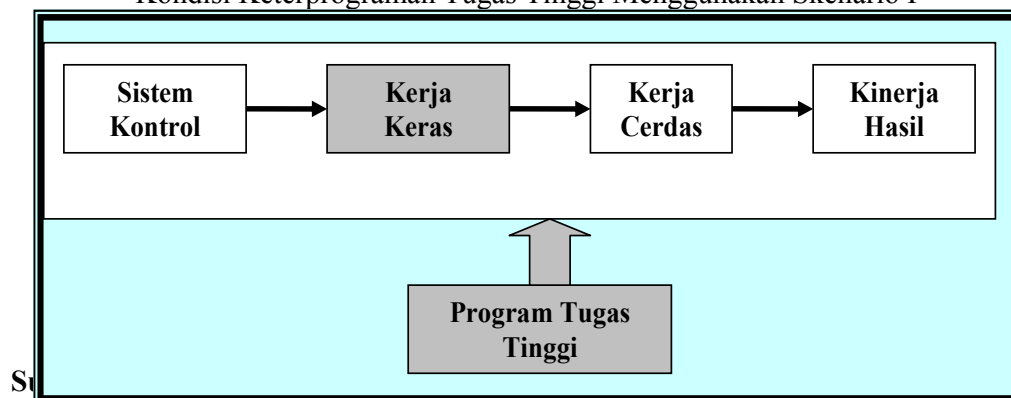 Kondisi Keterprograman Tugas Tinggi Menggunakan Skenario I
Sistem
Kontrol
Kerja
Keras
Kerja
Cerdas
Kinerja
Hasil
Program Tugas
Tinggi